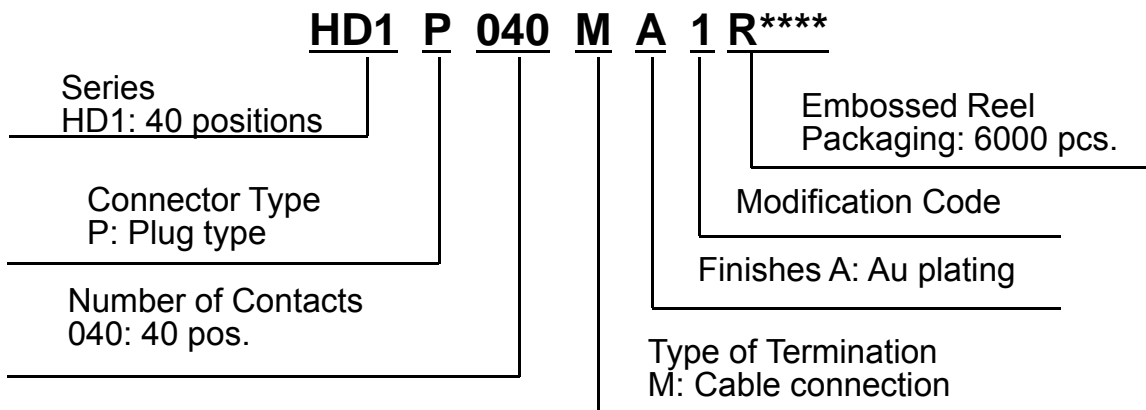 HD1 P 040 M A 1 R****
Series
HD1: 40 positions
Embossed Reel
Packaging: 6000 pcs.
Connector Type
P: Plug type
Modification Code
Finishes A: Au plating
Number of Contacts
040: 40 pos.
Type of Termination
M: Cable connection